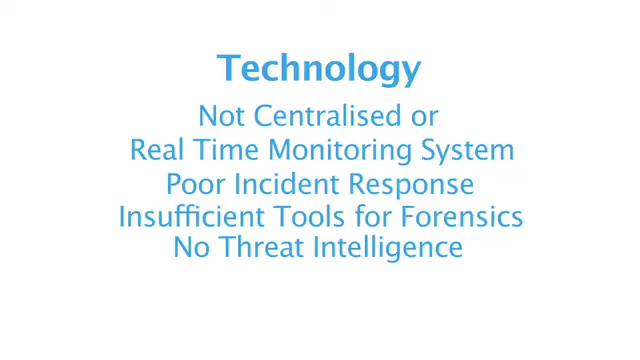 Technology
Not Centralised or
Real Time Monitoring System
Poor Incident Response
Insufficient Tools for Forensics
No Threat Intelligence